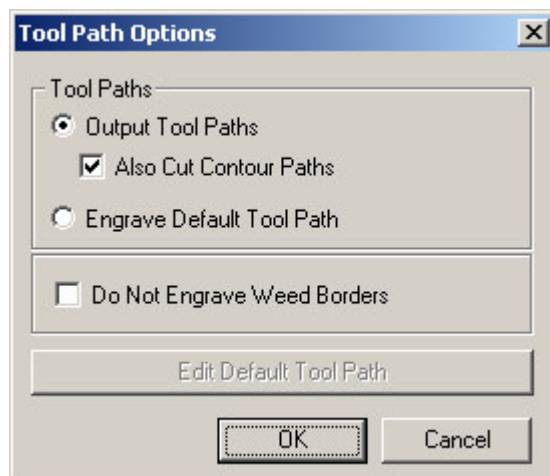 Tool Path Options
Tool Paths
Output Tool Paths
Also Cut Contour Paths
Engrave Default Tool Path
Do Not Engrave Weed Borders
Edit Default Tool Path
OK
Cancel